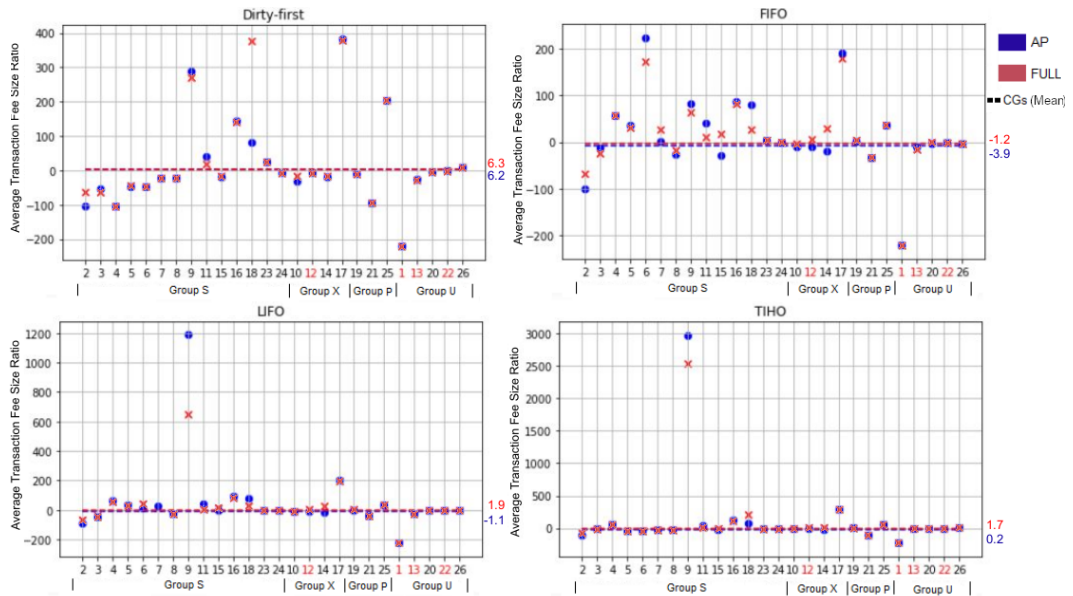 Dirty-first
Average Transaction Fee Size Ratio
400
300
200
100
0
−100
−200
6.3
6.2
2 3 4 5 6 7 8 9 11 15 16 18 23 24 10 12 14 17 19 21 25 1 13 20 22 26
Group S Group X Group P Group U
FIFO
Average Transaction Fee Size Ratio
200
100
0
−100
−200
-1.2
-3.9
2 3 4 5 6 7 8 9 11 15 16 18 23 24 10 12 14 17 19 21 25 1 13 20 22 26
Group S Group X Group P Group U
AP
FULL
CGs (Mean)
LIFO
Average Transaction Fee Size Ratio
1200
1000
800
600
400
200
0
−200
1.9
-1.1
2 3 4 5 6 7 8 9 11 15 16 18 23 24 10 12 14 17 19 21 25 1 13 20 22 26
Group S Group X Group P Group U
TIHO
Average Transaction Fee Size Ratio
3000
2500
2000
1500
1000
500
0
1.7
0.2
2 3 4 5 6 7 8 9 11 15 16 18 23 24 10 12 14 17 19 21 25 1 13 20 22 26
Group S Group X Group P Group U